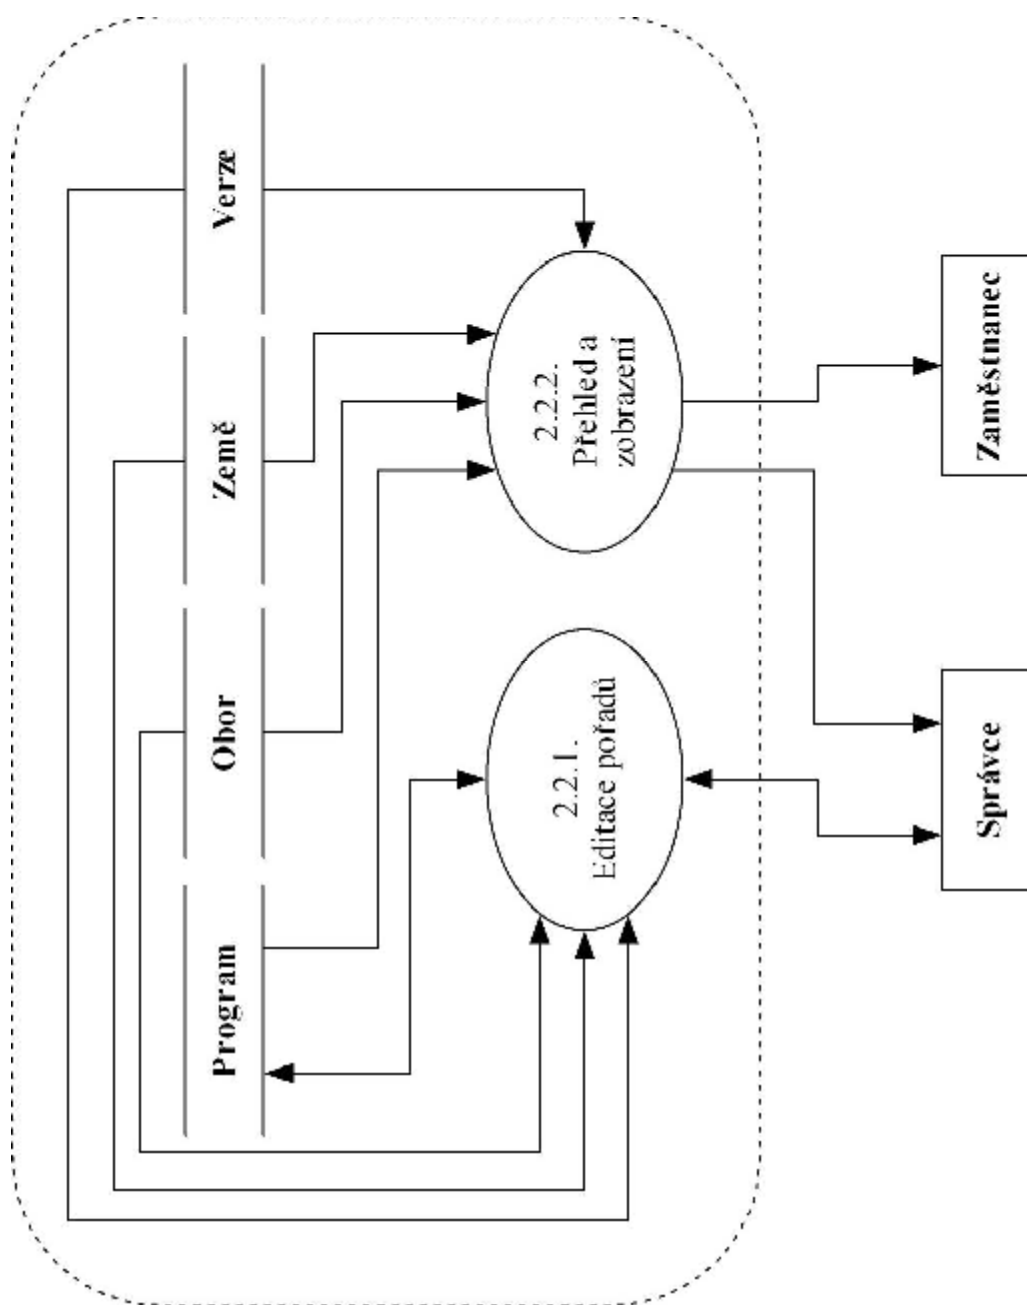 Program
Obor
Země
Verze
2.2.1.
Editace pořadů
2.2.2.
Přehled a
zobrazení
Správce
Zaměstnanec